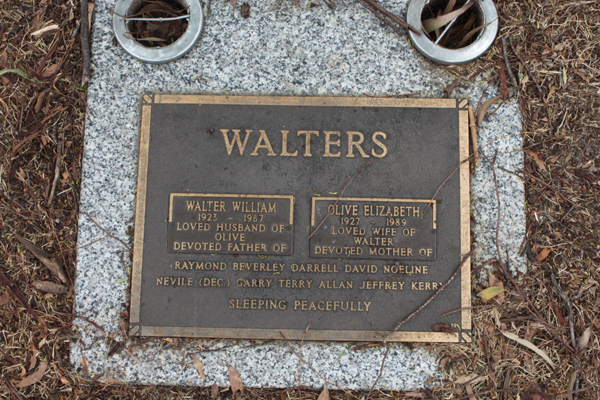 WALTERS
WALTER WILLIAM
1923 - 1987
LOVED HUSBAND OF
OLIVE
DEVOTED FATHER OF
OLIVE ELIZABETH
1927 - 1989
LOVED WIFE OF
WALTER
DEVOTED MOTHER OF
RAYMOND BEVERLEY DARRELL DAVID NOELINE
NEVILE (DEC.) GARRY TERRY ALLAN JEFFREY KERRY
SLEEPING PEACEFULLY